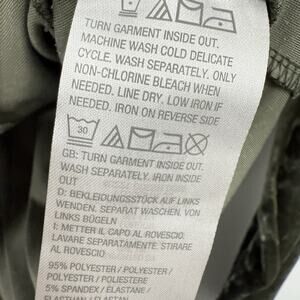 TURN GARMENT INSIDE OUT.
MACHINE WASH COLD DELICATE
CYCLE. WASH SEPARATELY. ONLY
NON-CHLORINE BLEACH WHEN
NEEDED. LINE DRY. LOW IRON IF
NEEDED. IRON ON REVERSE SIDE
30
GB: TURN GARMENT INSIDE OUT.
WASH SEPARATELY. IRON INSIDE
OUT
D: BEKLEIDUNGSSTÜCK AUF LINKS
WENDEN. SEPARAT WASCHEN. VON
LINKS BÜGELN
I: METTER IL CAPO AL ROVESCIO
LAVARE SEPARATAMENTE. STIRARE
AL ROVESCIO
95% POLYESTER / POLYESTER /
POLIESTERE / POLIESTER
5% SPANDEX / ELASTANE /